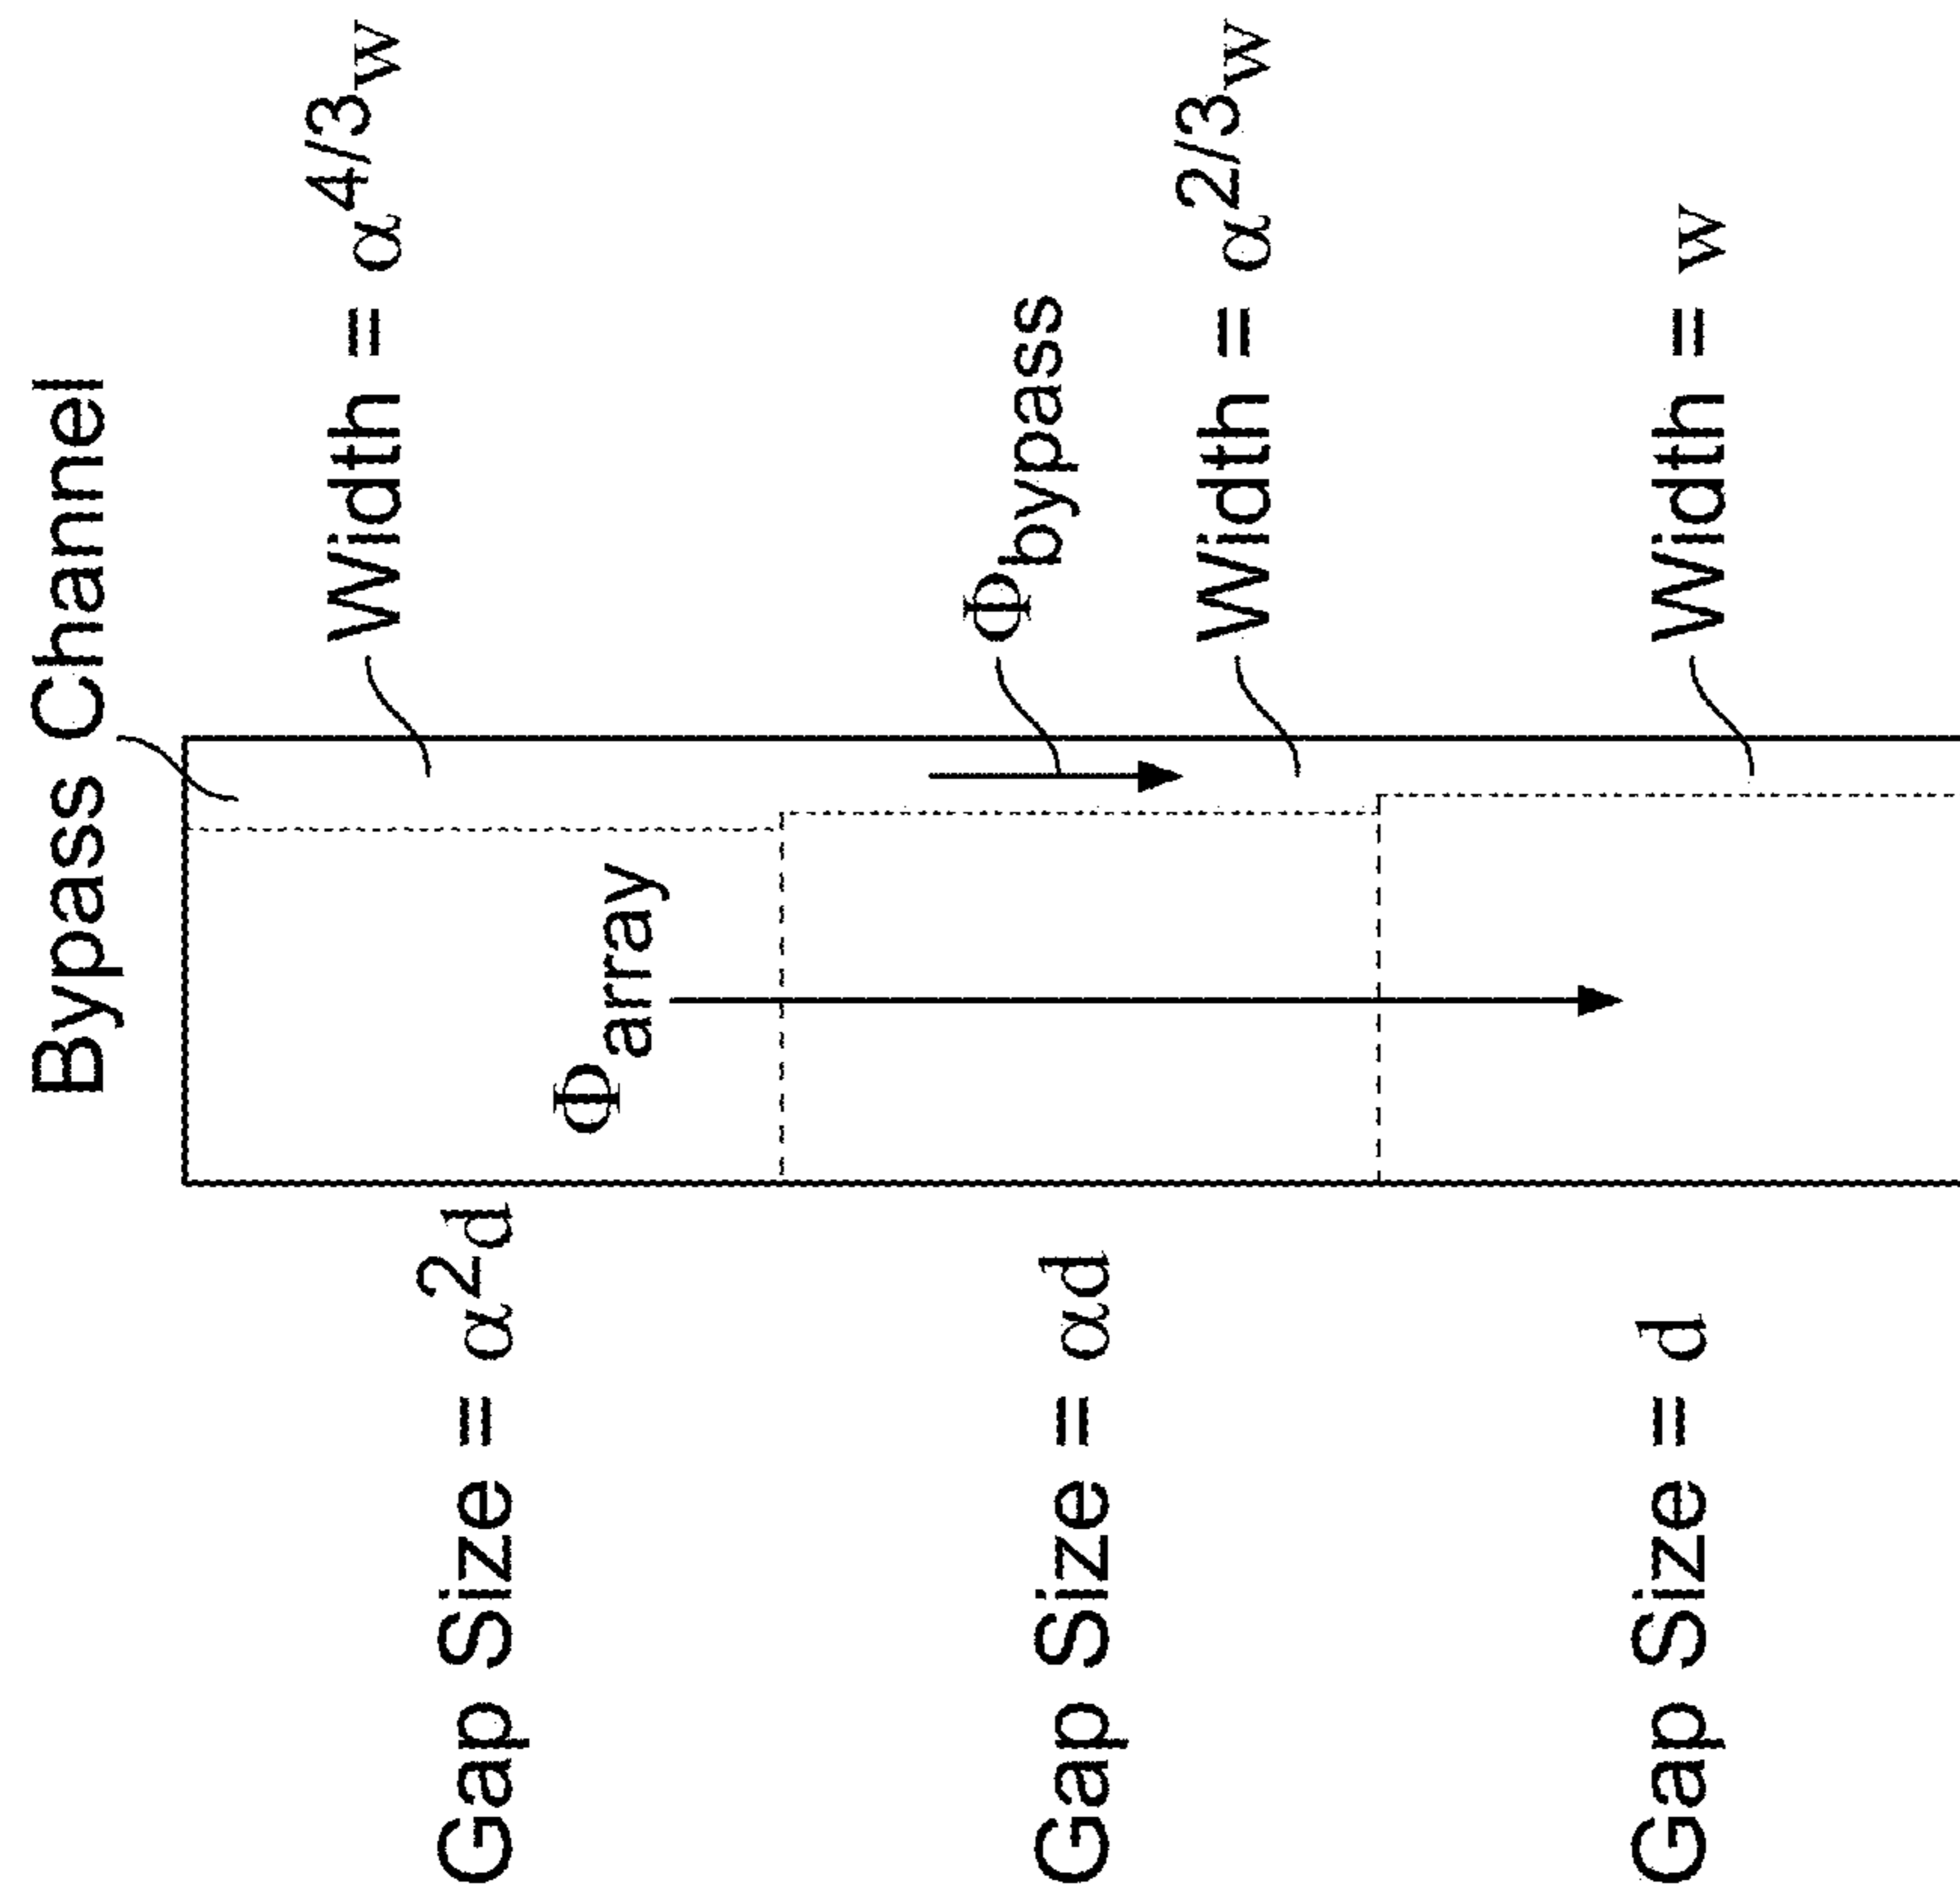 Bypass Channel
Width = α^4/3w
Φbypass
Width = α^2/3w
Width = w
Φarray
Gap Size = α^2d
Gap Size = αd
Gap Size = d